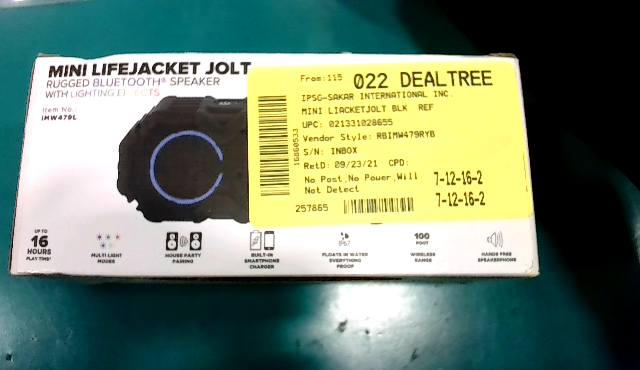 MINI LIFEJACKET JOLT
RUGGED BLUETOOTH® SPEAKER
WITH LIGHTING EFFECTS
Item No.:
IMW479L
From:115 022 DEALTREE
IPSG-SAKAR INTERNATIONAL INC.
MINI LIACKETJOLT BLK REF
UPC: 021331028655
Vendor Style: RBIMW479RYB
S/N: INBOX
RetD: 09/23/21 CPD:
No Post,No Power,Will
Not Detect
7-12-16-2
7-12-16-2
257865
16860533
UP TO
16
HOURS
PLAY TIME*
MULTI LIGHT
MODES
HOUSE PARTY
PAIRING
BUILT-IN
SMARTPHONE
CHARGER
IP67
FLOATS IN WATER
EVERYTHING
PROOF
100
FOOT
WIRELESS
RANGE
HANDS FREE
SPEAKERPHONE